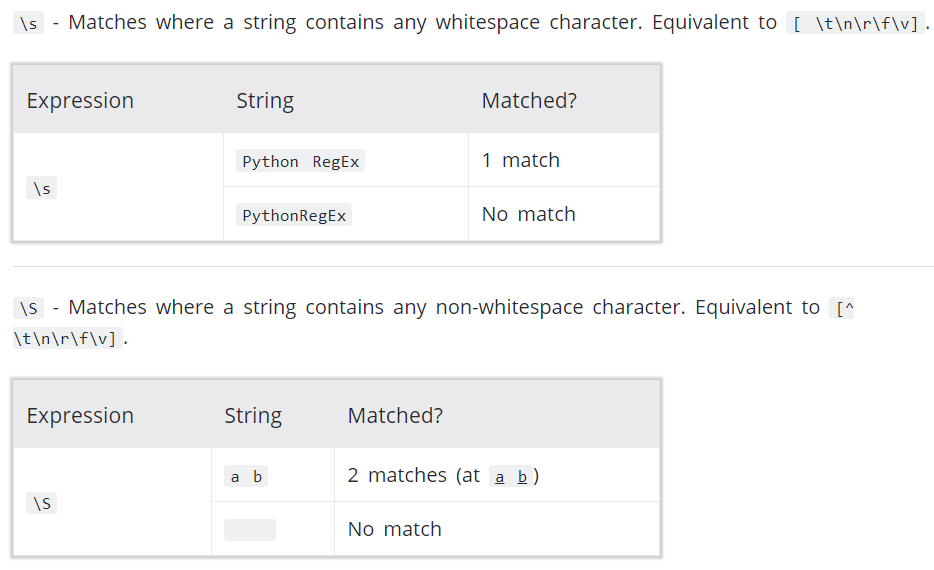 \s - Matches where a string contains any whitespace character. Equivalent to [ \t\n\r\f\v].
Expression String Matched?
\s
Python RegEx 1 match
PythonRegEx No match
\S - Matches where a string contains any non-whitespace character. Equivalent to [^
\t\n\r\f\v].
Expression String Matched?
\S
a b 2 matches (at a b)
No match